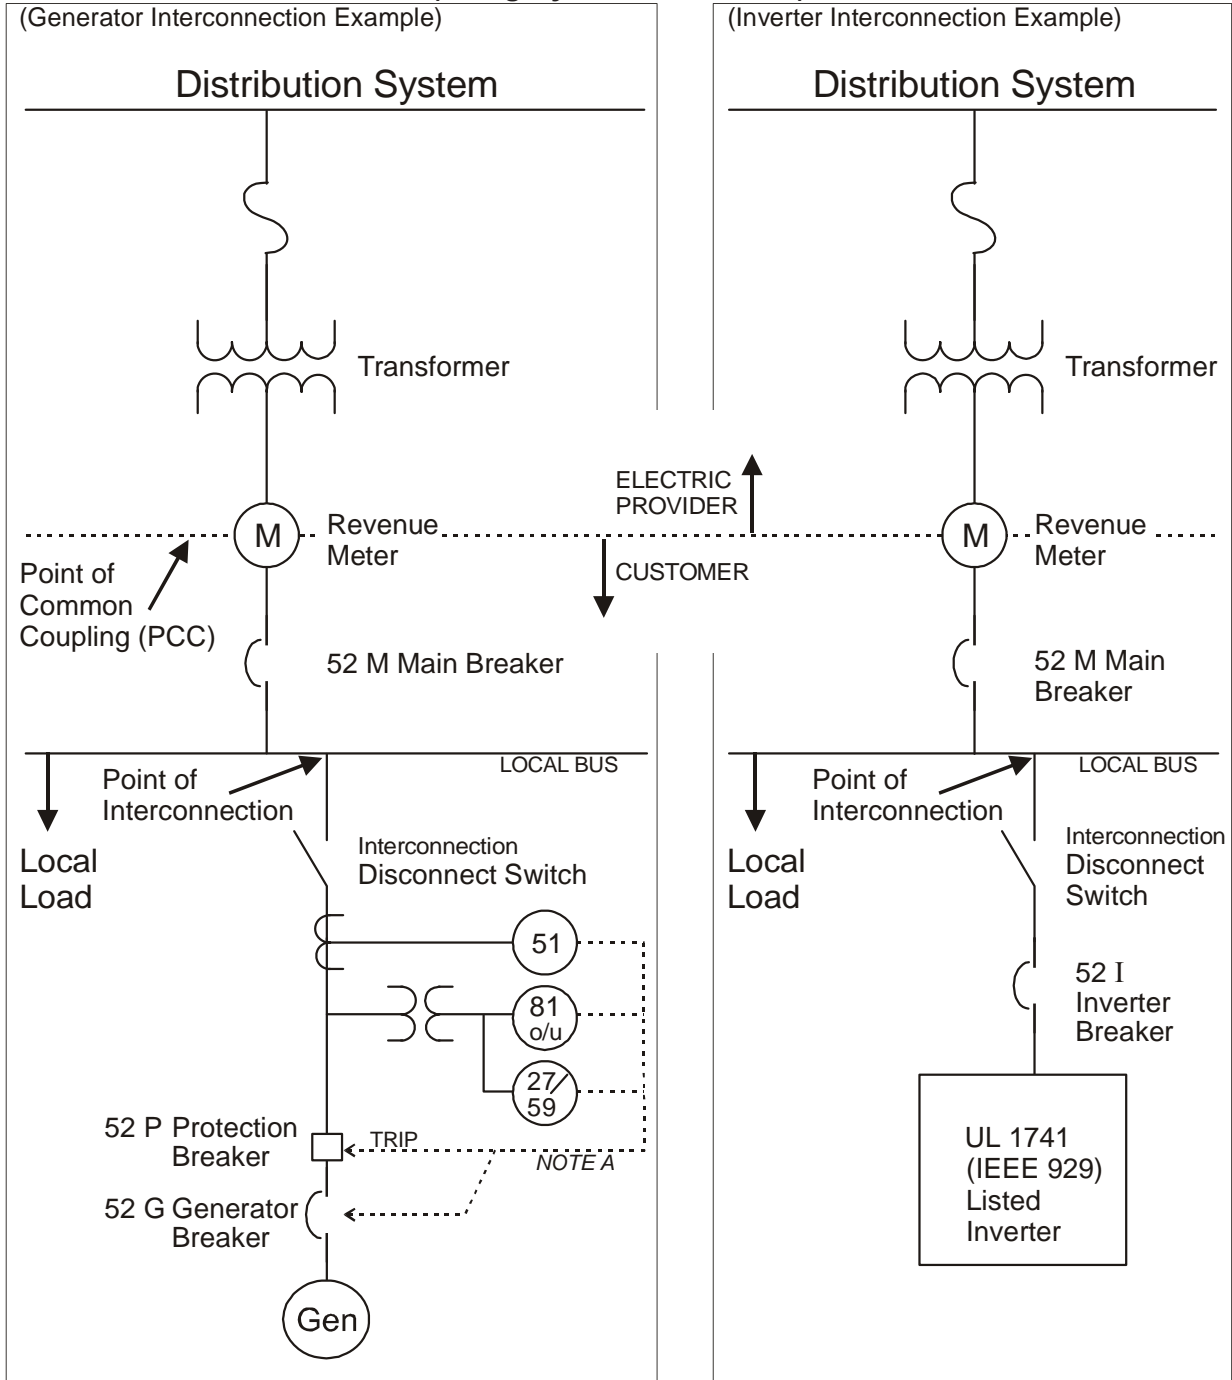 (Generator Interconnection Example)
Distribution System
Transformer
M
Revenue
Meter
Point of
Common
Coupling (PCC)
ELECTRIC
PROVIDER
CUSTOMER
52 M Main Breaker
LOCAL BUS
Point of
Interconnection
Local
Load
Interconnection
Disconnect Switch
51
81
o/u
27/
59
52 P Protection
Breaker
TRIP
NOTE A
52 G Generator
Breaker
Gen
(Inverter Interconnection Example)
Distribution System
Transformer
M
Revenue
Meter
52 M Main
Breaker
LOCAL BUS
Point of
Interconnection
Local
Load
Interconnection
Disconnect
Switch
52 I
Inverter
Breaker
UL 1741
(IEEE 929)
Listed
Inverter